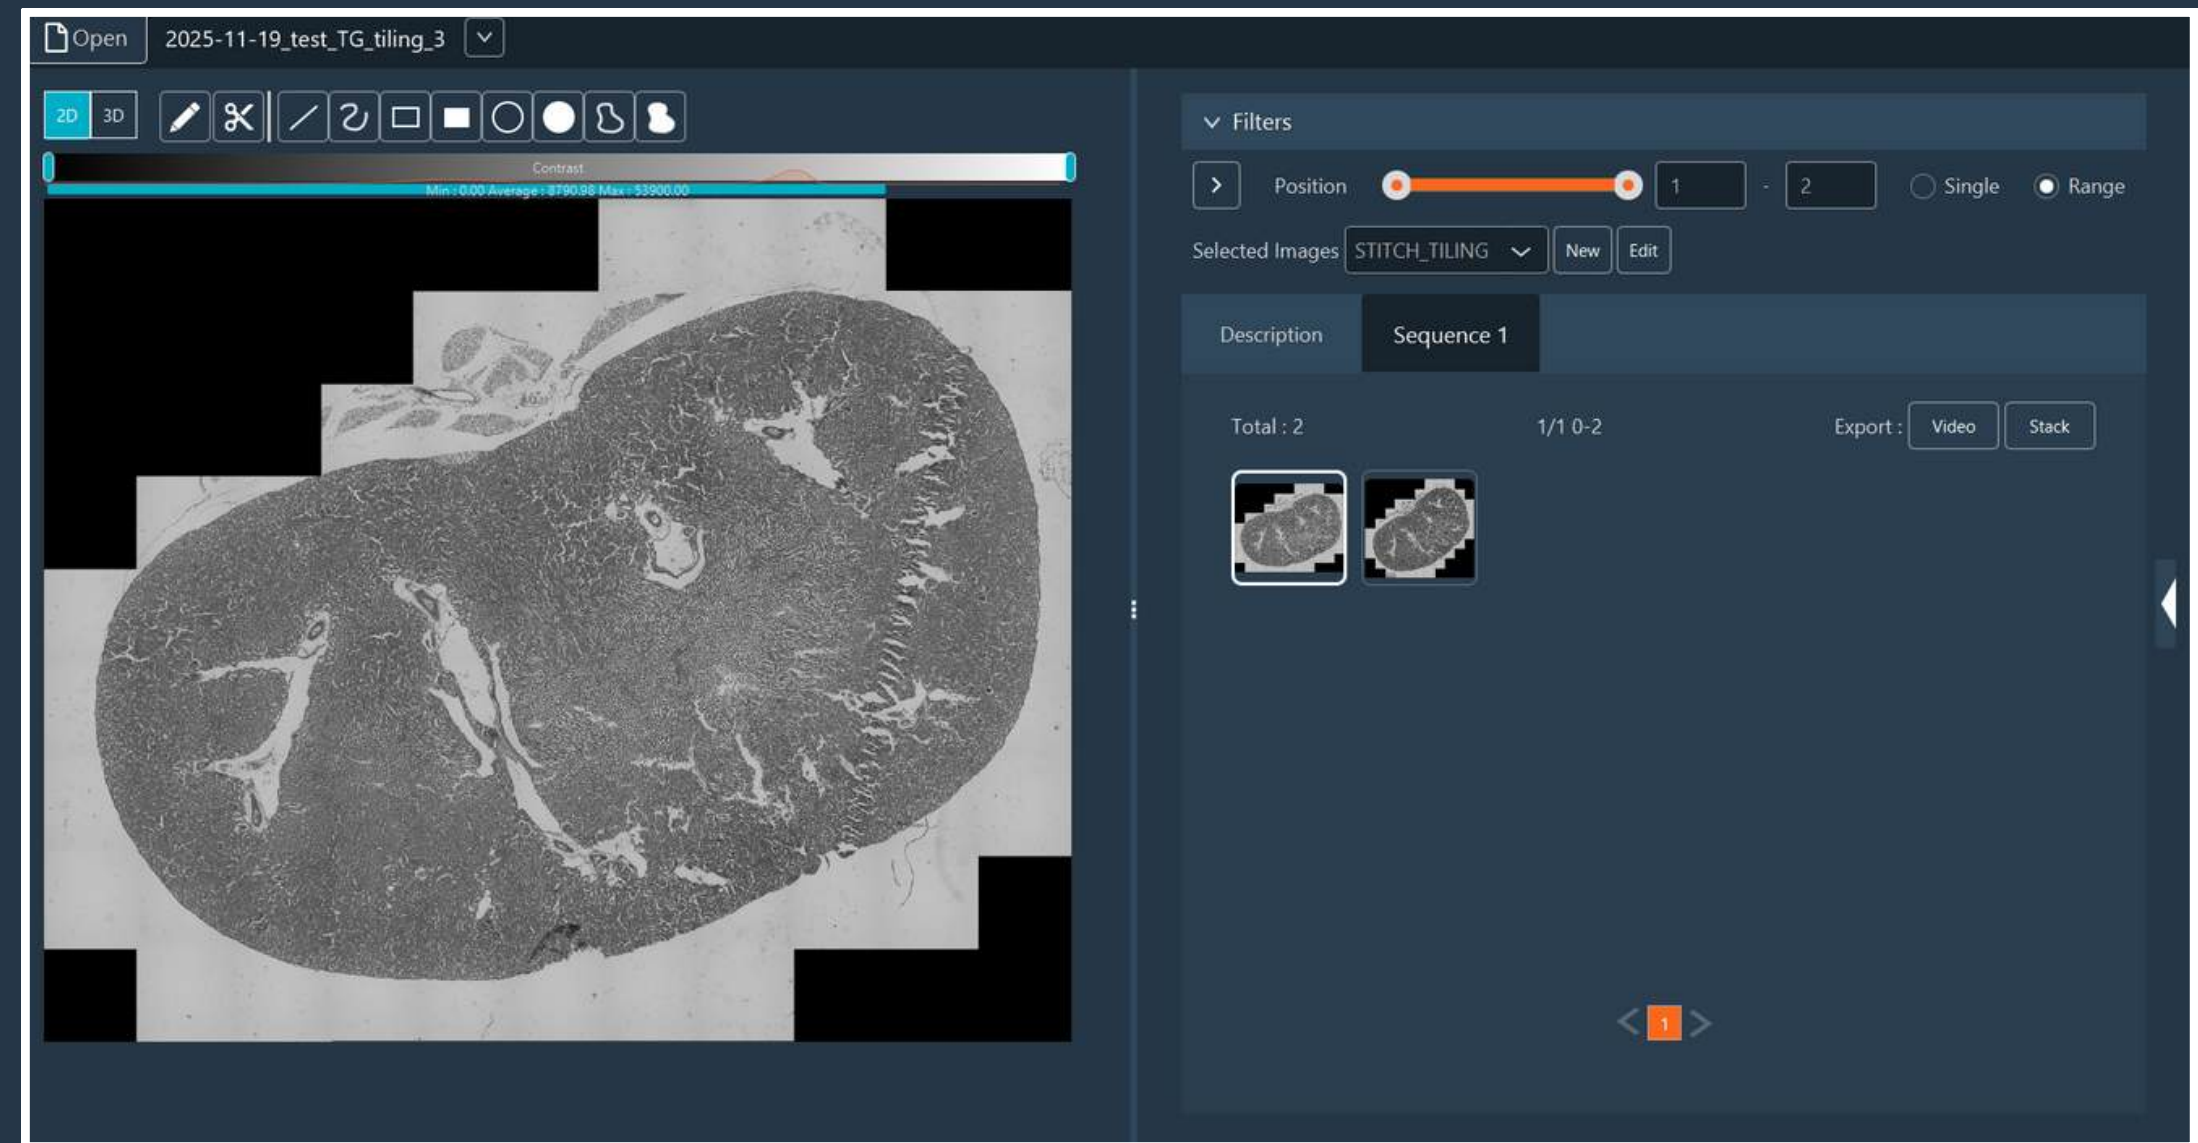 Open 2025-11-19_test_TG_tiling_3
2D 3D
Contrast
Min : 0.00 Average : 8790.98 Max : 53900.00
Filters
Position 1 - 2 Single Range
Selected Images STITCH_TILING New Edit
Description Sequence 1
Total : 2 1/1 0-2 Export : Video Stack
< 1 >